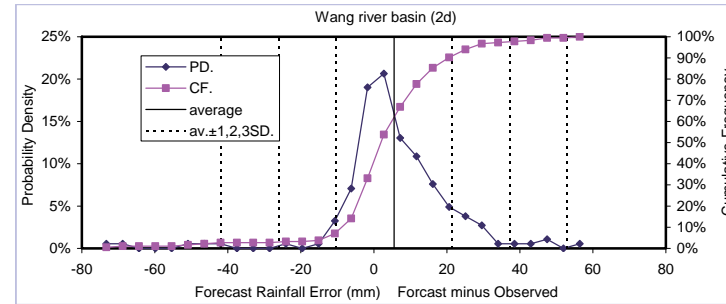 Wang river basin (2d)
25%
20%
15%
10%
5%
0%
Probability Density
PD.
CF.
average
av.±1,2,3SD.
100%
90%
80%
70%
60%
50%
40%
30%
20%
10%
0%
-80 -60 -40 -20 0 20 40 60 80
Forecast Rainfall Error (mm) Forcast minus Observed